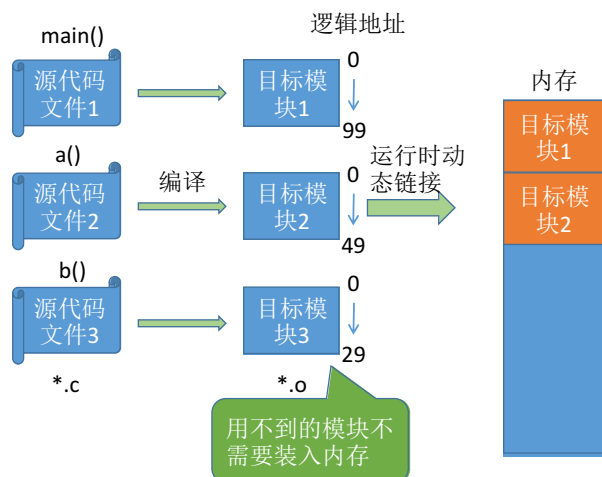 main()
逻辑地址
源代码
文件1
目标模
块1
0
99
内存
目标模
块1
a()
源代码
文件2
编译
目标模
块2
0
49
运行时动
态链接
目标模
块2
b()
源代码
文件3
目标模
块3
0
29
*.c
*.o
用不到的模块不
需要装入内存